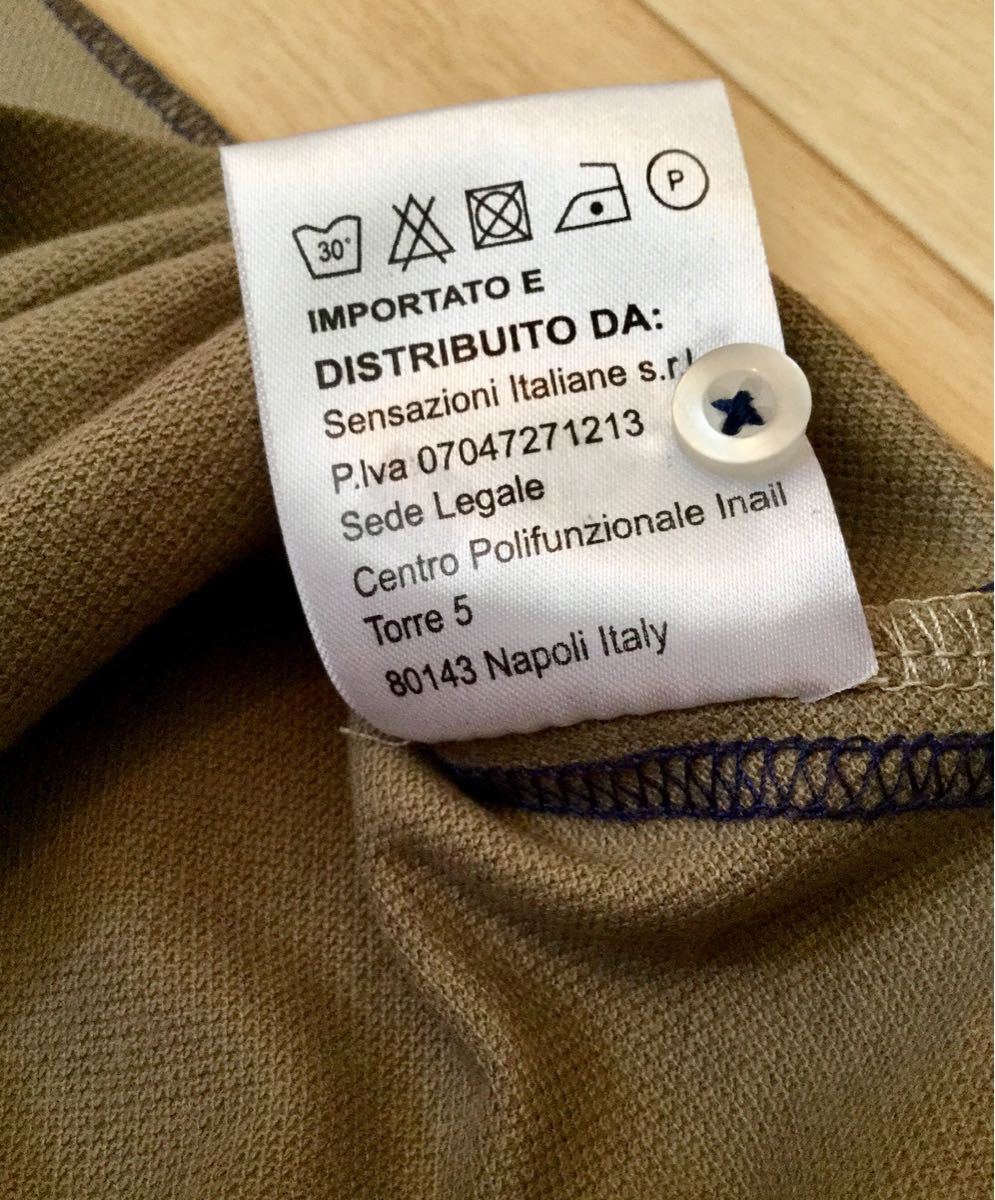 30°
P
IMPORTATO E
DISTRIBUITO DA:
Sensazioni Italiane s.r.l
P.Iva 07047271213
Sede Legale
Centro Polifunzionale Inail
Torre 5
80143 Napoli Italy